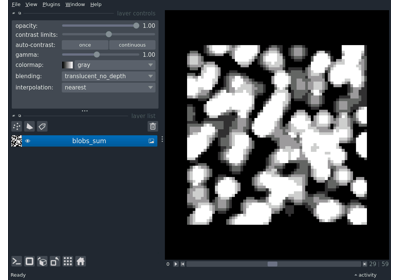 File View Plugins Window Help
layer controls
opacity: 1.00
contrast limits:
auto-contrast: once continuous
gamma: 1.00
colormap: gray
blending: translucent_no_depth
interpolation: nearest
layer list
blobs_sum
29 59
Ready
activity